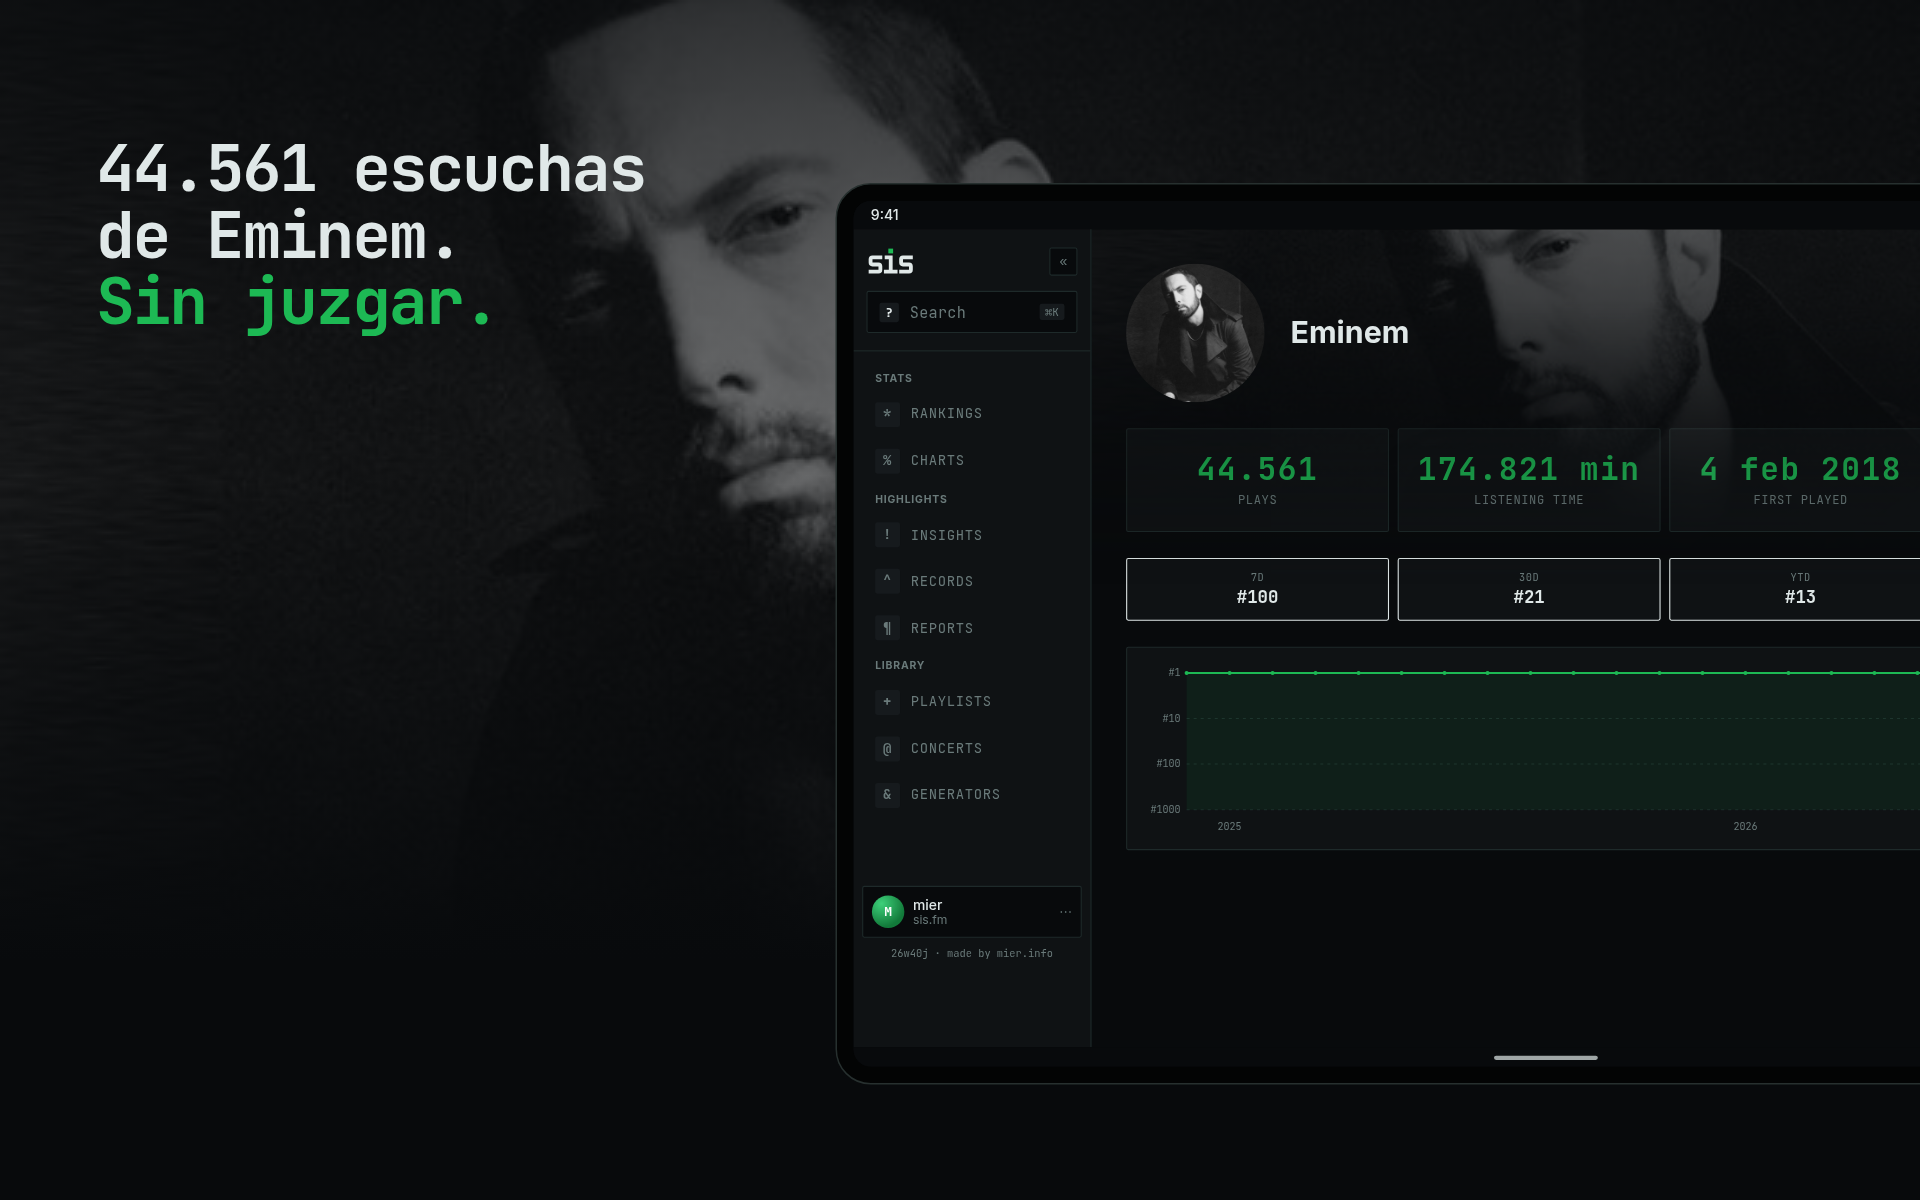 44.561 escuchas
de Eminem.
Sin juzgar.
9:41
sis
«
? Search ⌘K
STATS
* RANKINGS
% CHARTS
HIGHLIGHTS
! INSIGHTS
^ RECORDS
¶ REPORTS
LIBRARY
+ PLAYLISTS
@ CONCERTS
& GENERATORS
M
mier
sis.fm
...
26w40j · made by mier.info
Eminem
44.561
PLAYS
174.821 min
LISTENING TIME
4 feb 2018
FIRST PLAYED
7D
#100
30D
#21
YTD
#13
#1
#10
#100
#1000
2025
2026